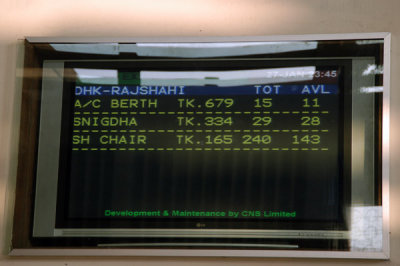 27-JAN 23:45
DHK-RAJSHAHI TOT AVL
A/C BERTH TK.679 15 11
SNIGDHA TK.334 29 28
SH CHAIR TK.165 240 143
Development & Maintenance by CNS Limited
LG